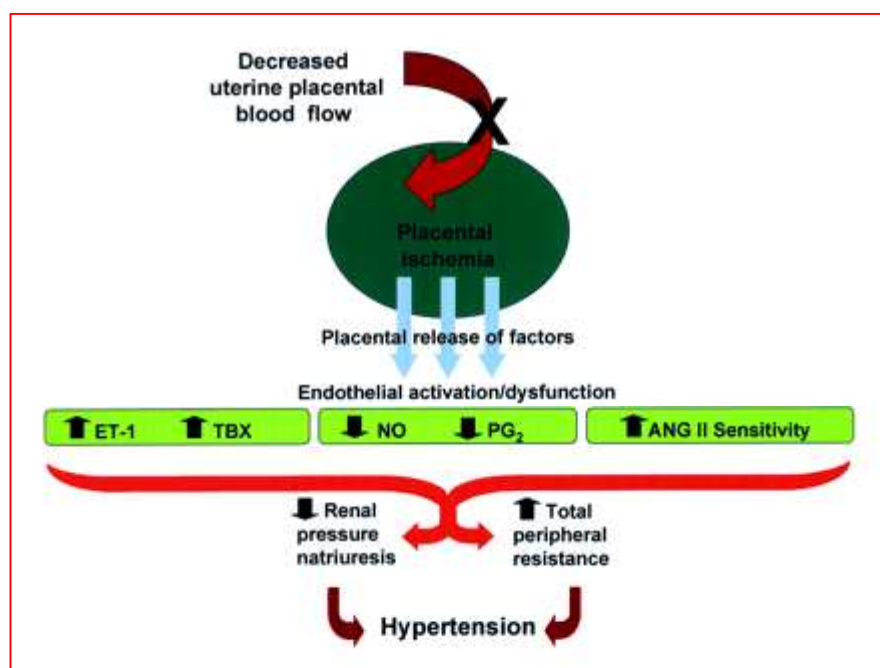 Decreased
uterine placental
blood flow
X
Placental
ischemia
Placental release of factors
Endothelial activation/dysfunction
ET-1 TBX NO PG2 ANG II Sensitivity
Renal
pressure
natriuresis
Total
peripheral
resistance
Hypertension